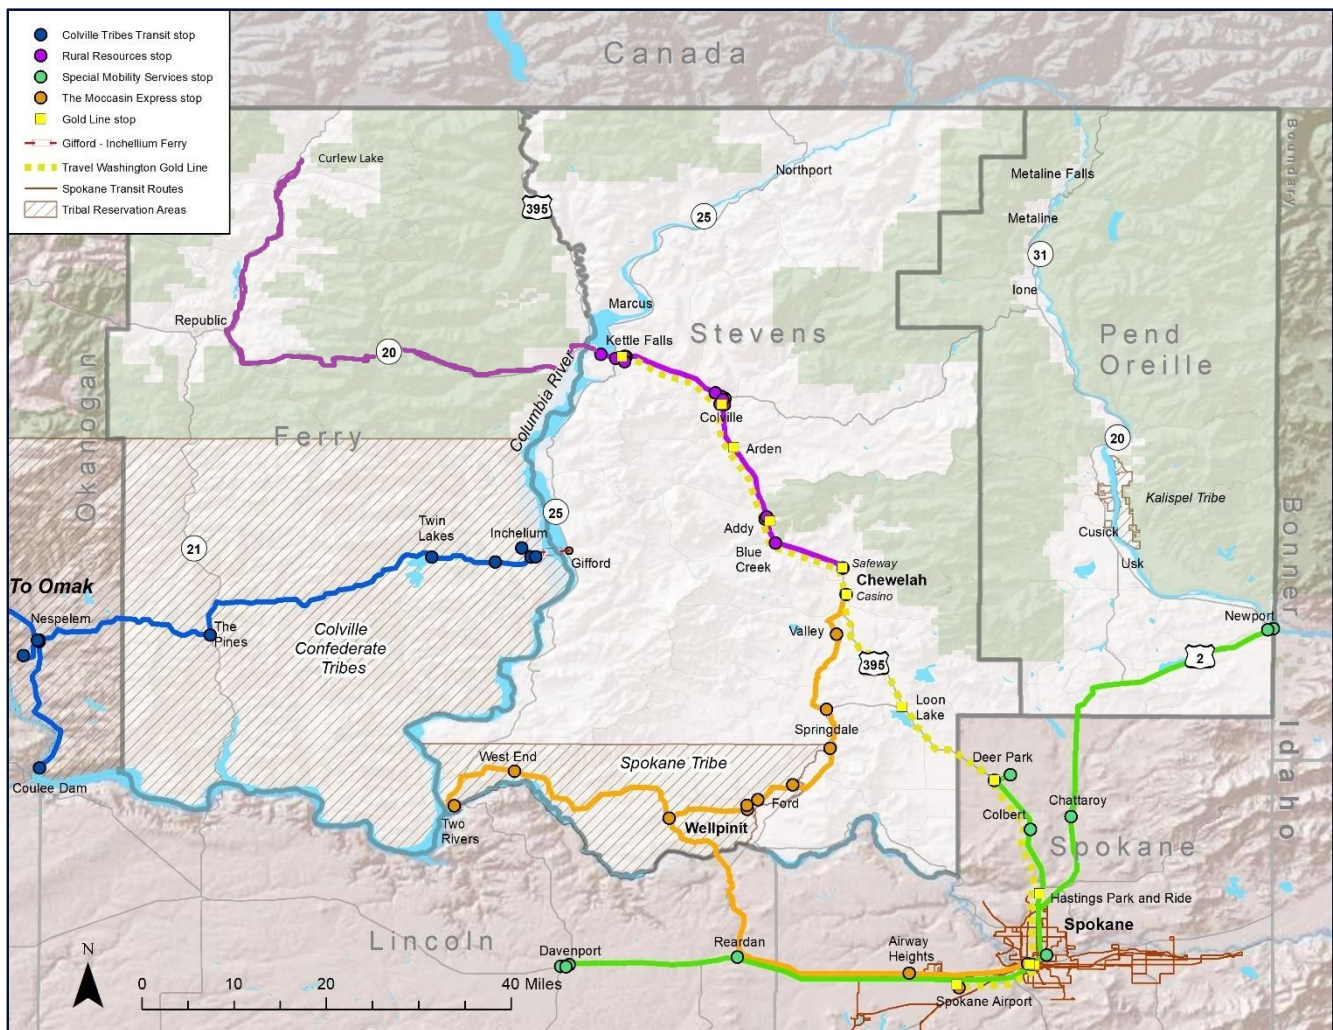 Colville Tribes Transit stop
Rural Resources stop
Special Mobility Services stop
The Moccasin Express stop
Gold Line stop
Gifford - Inchellium Ferry
Travel Washington Gold Line
Spokane Transit Routes
Tribal Reservation Areas
Canada
Boundary
Curlew Lake
Northport
Metaline Falls
395
25
Metaline
31
Ione
Marcus
Republic
Kettle Falls
Stevens
Pend
Oreille
20
Okanogan
Columbia River
Ferry
Colville
20
Arden
Kalispel Tribe
Bonner
25
Twin
Lakes
Inchelium
21
Addy
Cusick
Blue
Creek
Gifford
Usk
Safeway
Chewelah
Casino
To Omak
Nespelem
The
Pines
Colville
Confederate
Tribes
Valley
Newport
395
2
Loon
Lake
Springdale
Idaho
West End
Spokane Tribe
Deer Park
Coulee Dam
Two
Rivers
Ford
Wellpinit
Chattaroy
Colbert
Spokane
Hastings Park and Ride
Spokane
Lincoln
Davenport
Reardan
Airway
Heights
Spokane Airport
N
0
10
20
40 Miles